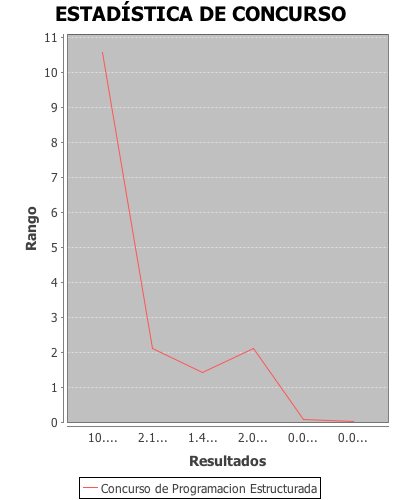 ESTADÍSTICA DE CONCURSO
11
10
9
8
7
6
5
4
3
2
1
0
Rango
10.... 2.1... 1.4... 2.0... 0.0... 0.0...
Resultados
Concurso de Programacion Estructurada